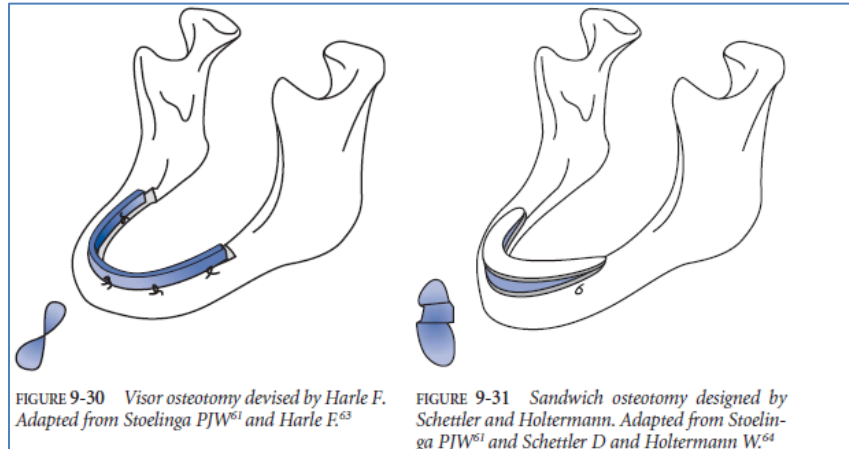 FIGURE 9-30 Visor osteotomy devised by Harle F.
Adapted from Stoelinga PJW61 and Harle F.63
FIGURE 9-31 Sandwich osteotomy designed by
Schettler and Holtermann. Adapted from Stoelin-
ga PJW61 and Schettler D and Holtermann W.64